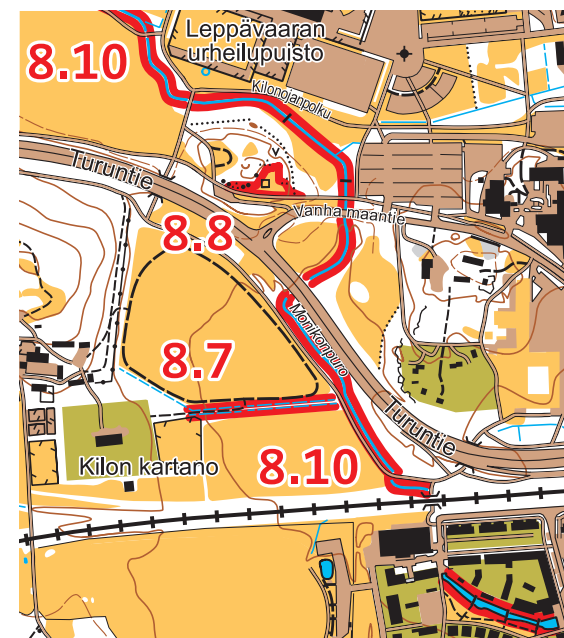 Leppävaaran
urheilupuisto
8.10
Kilonojanpolku
Turuntie
Vanha maantie
8.8
Monikonpuro
8.7
Turuntie
Kilon kartano
8.10